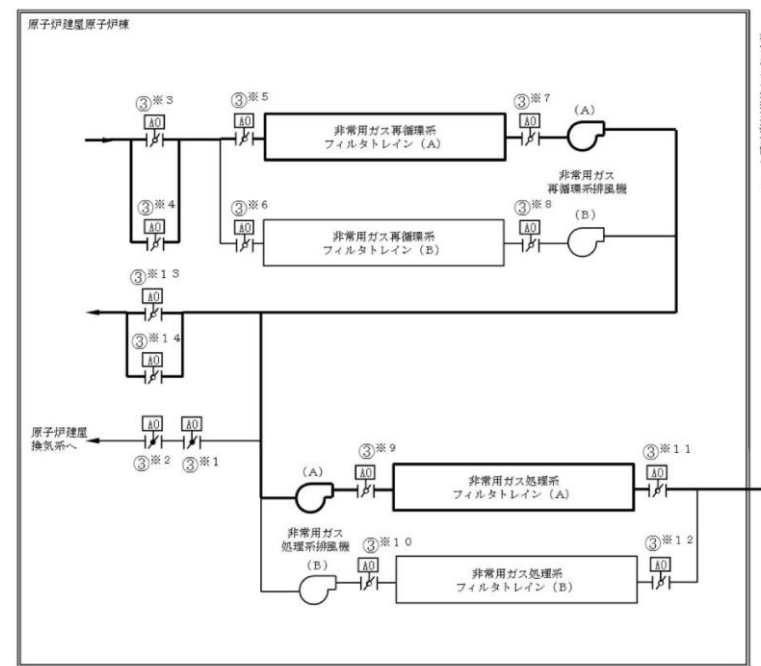 原子炉建屋原子炉棟
③※3
AO
③※5
AO
非常用ガス再循環系
フィルタトレイン（A）
③※7
AO
（A）
③※4
AO
③※6
AO
非常用ガス再循環系
フィルタトレイン（B）
③※8
AO
非常用ガス
再循環系排風機
（B）
③※13
AO
③※14
AO
原子炉建屋
換気系へ
AO
③※2
AO
③※1
（A）
③※9
AO
非常用ガス処理系
フィルタトレイン（A）
③※11
AO
非常用ガス
処理系排風機
（B）
③※10
AO
非常用ガス処理系
フィルタトレイン（B）
③※12
AO